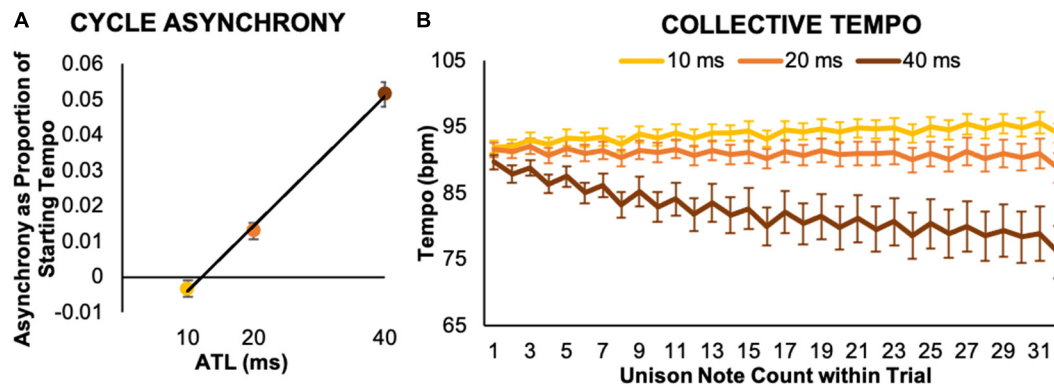 A CYCLE ASYNCHRONY
Asynchrony as Proportion of
Starting Tempo
0.06
0.05
0.04
0.03
0.02
0.01
0
-0.01
10 20 40
ATL (ms)
B COLLECTIVE TEMPO
10 ms 20 ms 40 ms
Tempo (bpm)
105
95
85
75
65
1 3 5 7 9 11 13 15 17 19 21 23 25 27 29 31
Unison Note Count within Trial